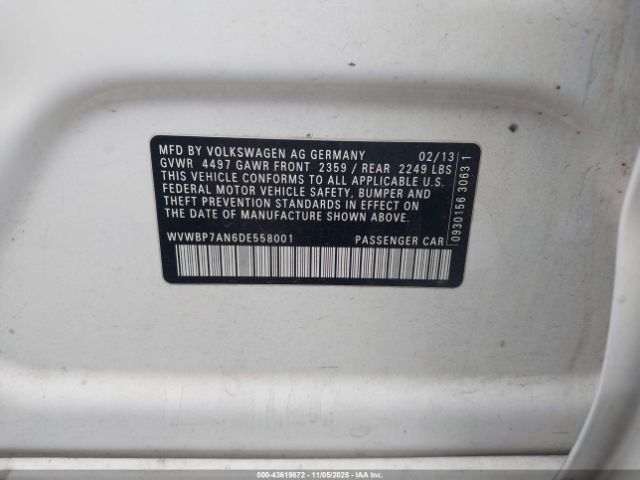 MFD BY VOLKSWAGEN AG GERMANY 02/13
GVWR 4497 GAWR FRONT 2359 / REAR 2249 LBS
THIS VEHICLE CONFORMS TO ALL APPLICABLE U.S.
FEDERAL MOTOR VEHICLE SAFETY, BUMPER AND
THEFT PREVENTION STANDARDS IN EFFECT ON
THE DATE OF MANUFACTURE SHOWN ABOVE.
WVWBP7AN6DE558001 PASSENGER CAR
0930156 3063 1
000-43619672 - 11/05/2025 - IAAI.COM